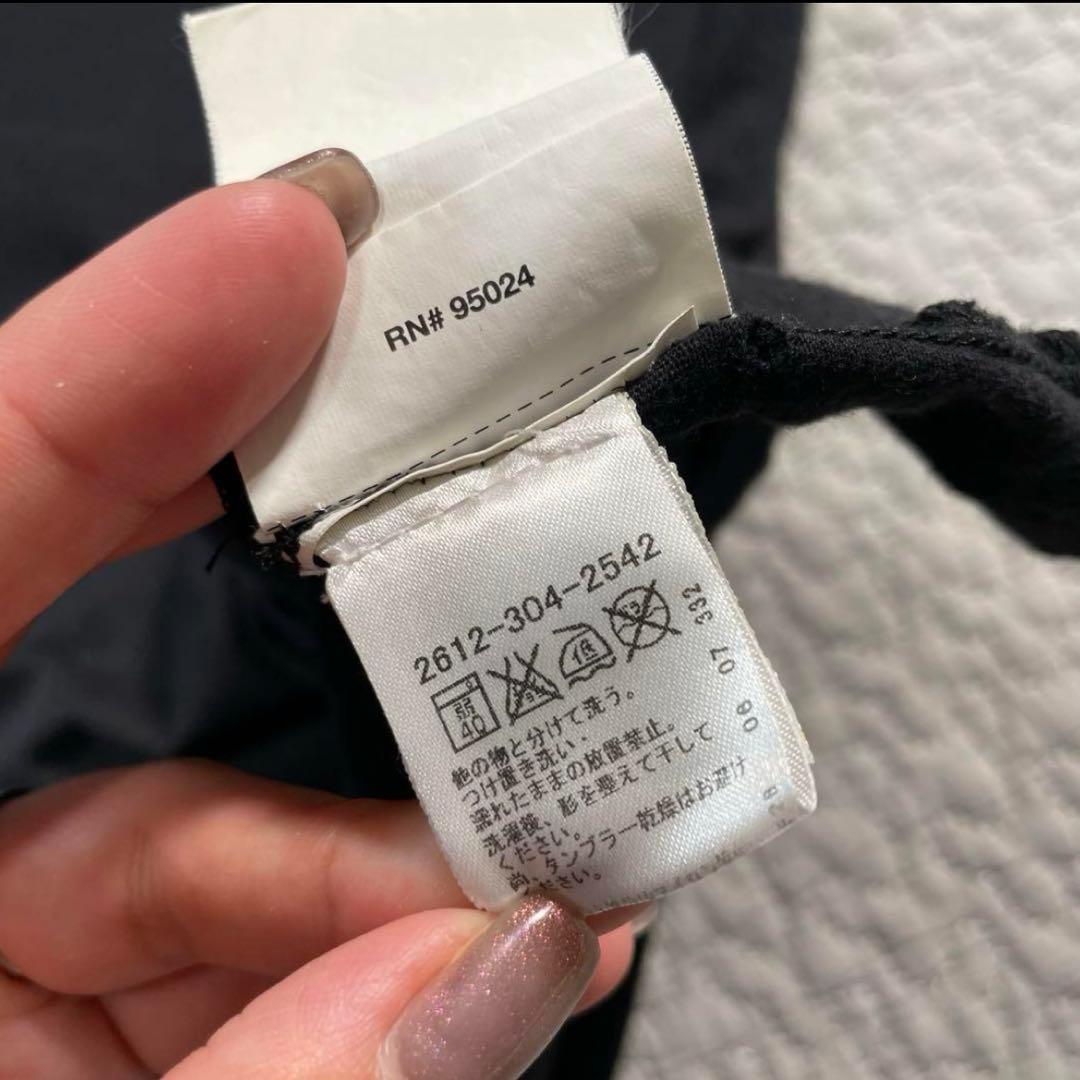 RN# 95024
2612-304-2542
弱
40
低
他の物と分けて洗う。
つけ置き洗い・
濡れたままの放置禁止。
洗濯後、形を整えて干して
ください。
尚、タンブラー乾燥はお避け
ください。
06 07 332